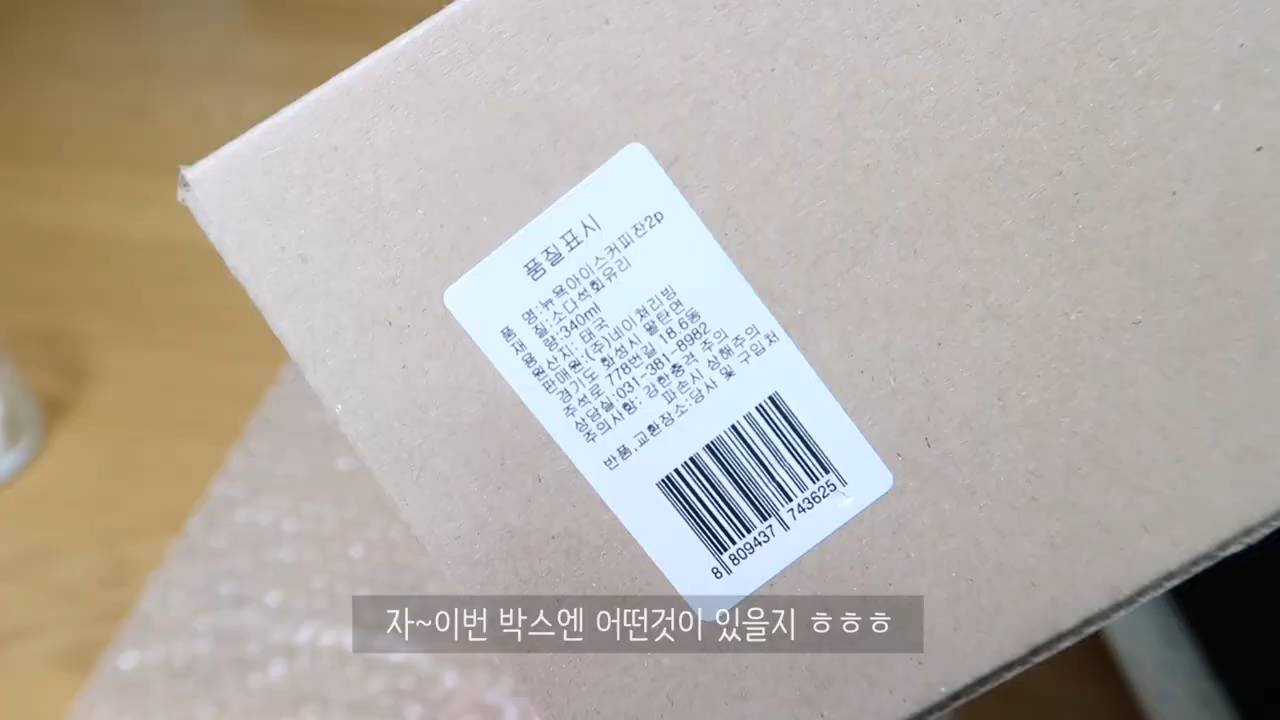 품질표시
품 명:뉴욕아이스커피잔2p
재 질:소다석회유리
용 량:340ml
원산지: 태국
판매원:(주)네이쳐리빙
경기도 화성시 팔탄면
주석로 778번길 18.6동
상담실:031-381-8982
주의사항: 강한충격 주의
파손시 상해주의
반품,교환장소:당사 및 구입처
8 809437 743625
자~이번 박스엔 어떤것이 있을지 ㅎㅎㅎ